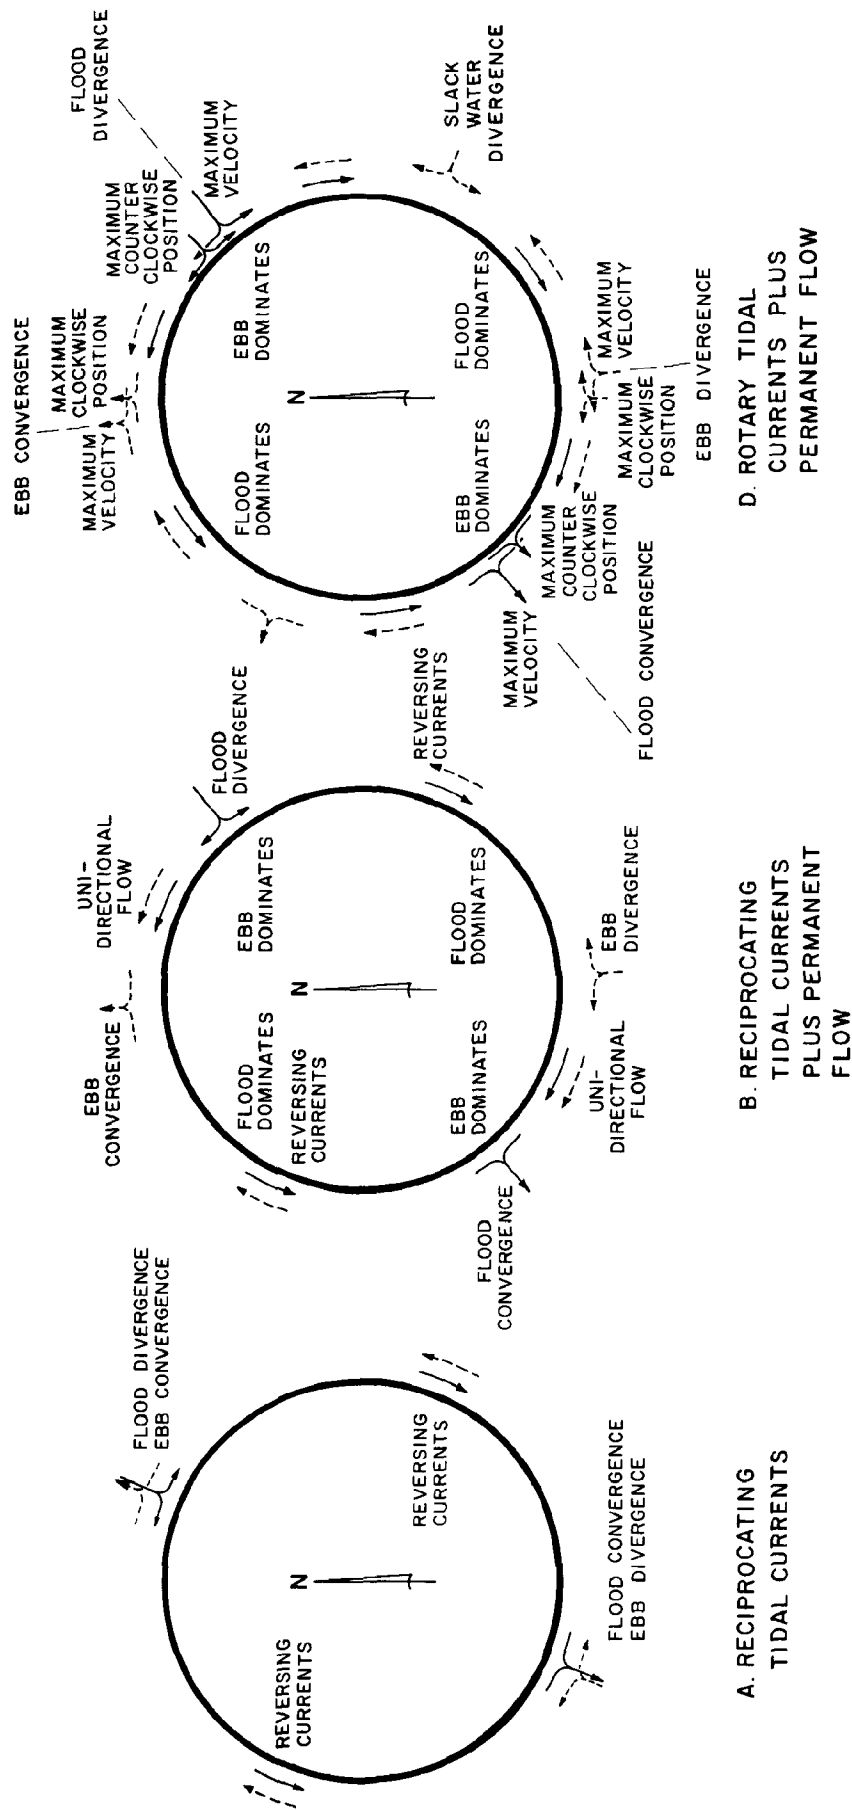 FLOOD DIVERGENCE
EBB CONVERGENCE
REVERSING
CURRENTS
N
REVERSING
CURRENTS
FLOOD CONVERGENCE
EBB DIVERGENCE
A. RECIPROCATING
TIDAL CURRENTS
EBB
CONVERGENCE
UNI-
DIRECTIONAL
FLOW
FLOOD
DIVERGENCE
FLOOD
DOMINATES
EBB
DOMINATES
REVERSING
CURRENTS
N
REVERSING
CURRENTS
EBB
DOMINATES
FLOOD
DOMINATES
FLOOD
CONVERGENCE
UNI-
DIRECTIONAL
FLOW
EBB
DIVERGENCE
B. RECIPROCATING
TIDAL CURRENTS
PLUS PERMANENT
FLOW
EBB CONVERGENCE
FLOOD
DIVERGENCE
MAXIMUM
VELOCITY
MAXIMUM
CLOCKWISE
POSITION
MAXIMUM
COUNTER
CLOCKWISE
POSITION
MAXIMUM
VELOCITY
FLOOD
DOMINATES
EBB
DOMINATES
N
SLACK
WATER
DIVERGENCE
EBB
DOMINATES
FLOOD
DOMINATES
MAXIMUM
VELOCITY
MAXIMUM
COUNTER
CLOCKWISE
POSITION
MAXIMUM
CLOCKWISE
POSITION
MAXIMUM
VELOCITY
FLOOD CONVERGENCE
EBB DIVERGENCE
D. ROTARY TIDAL
CURRENTS PLUS
PERMANENT FLOW